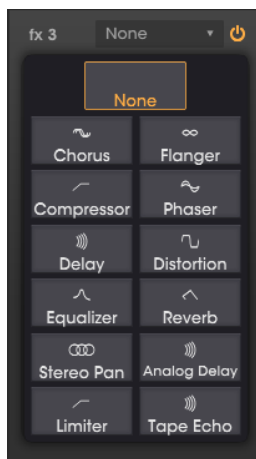 fx 3 None
None
Chorus Flanger
Compressor Phaser
Delay Distortion
Equalizer Reverb
Stereo Pan Analog Delay
Limiter Tape Echo